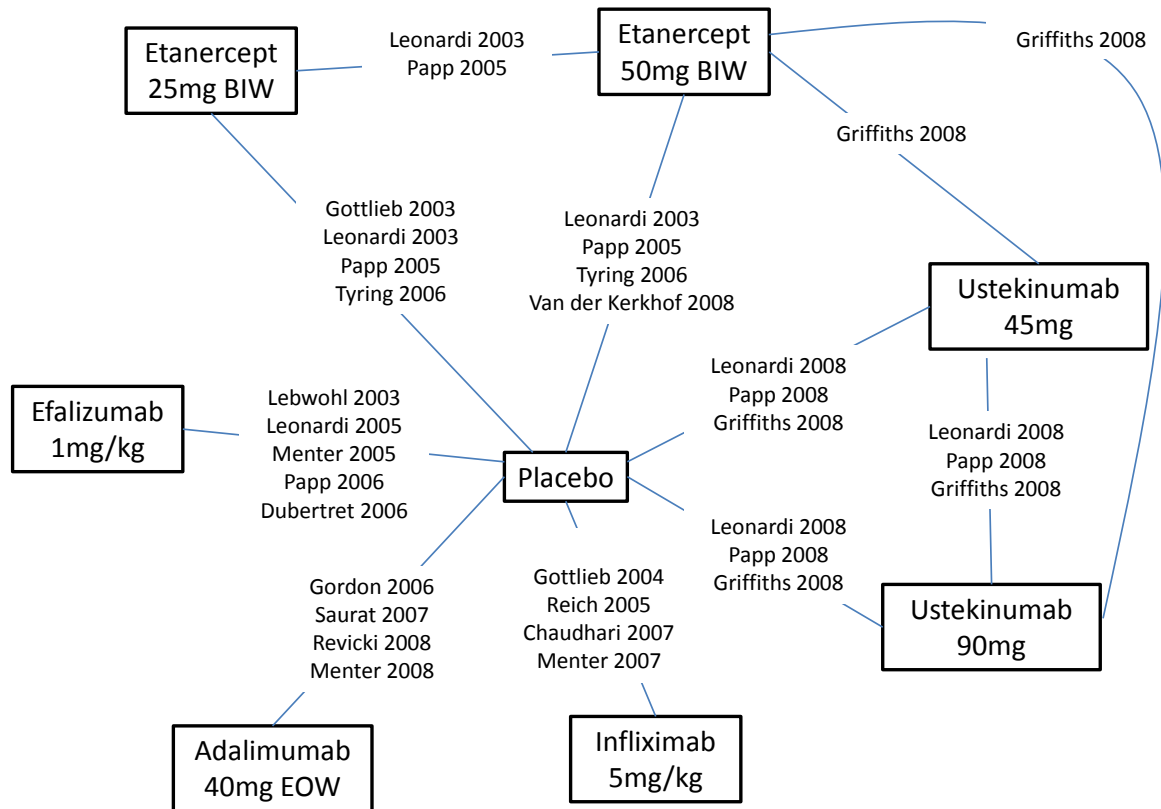 Etanercept
25mg BIW
Leonardi 2003
Papp 2005
Etanercept
50mg BIW
Griffiths 2008
Griffiths 2008
Gottlieb 2003
Leonardi 2003
Papp 2005
Tyring 2006
Leonardi 2003
Papp 2005
Tyring 2006
Van der Kerkhof 2008
Ustekinumab
45mg
Leonardi 2008
Papp 2008
Griffiths 2008
Efalizumab
1mg/kg
Lebwohl 2003
Leonardi 2005
Menter 2005
Papp 2006
Dubertret 2006
Placebo
Leonardi 2008
Papp 2008
Griffiths 2008
Leonardi 2008
Papp 2008
Griffiths 2008
Gordon 2006
Saurat 2007
Revicki 2008
Menter 2008
Gottlieb 2004
Reich 2005
Chaudhari 2007
Menter 2007
Ustekinumab
90mg
Adalimumab
40mg EOW
Infliximab
5mg/kg